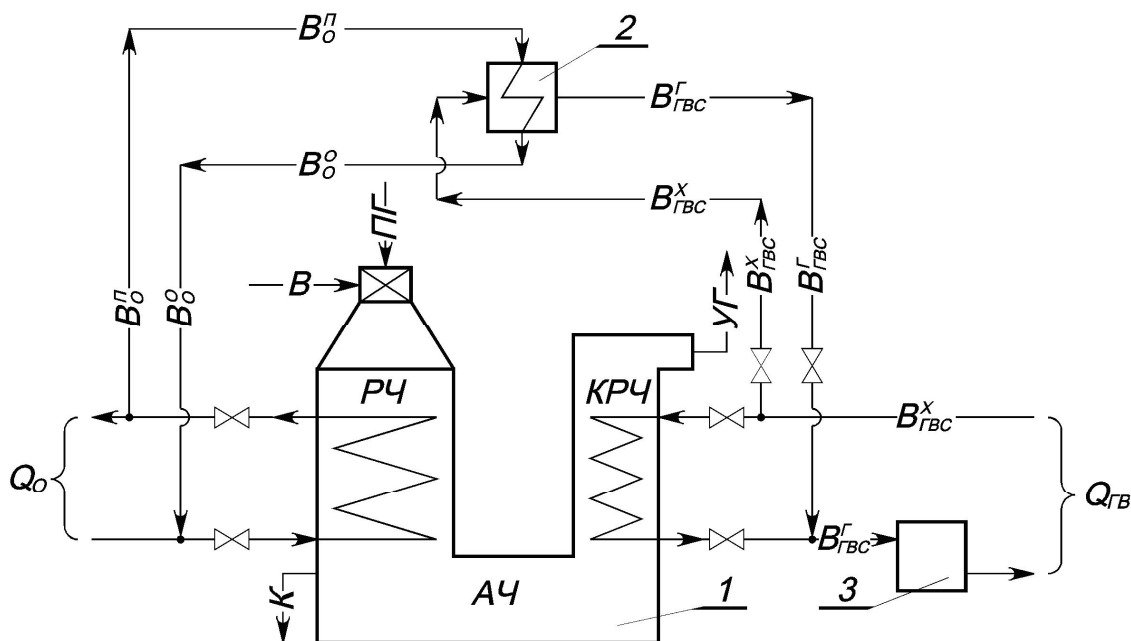 B_O^П
2
B_ГВС^Г
B_O^O
B_ГВС^X
ПГ
B
B_O^П
B_O^O
УГ
B_ГВС^X
B_ГВС^Г
РЧ
КРЧ
B_ГВС^X
Q_O
Q_ГВ
B_ГВС^Г
К
АЧ
1
3